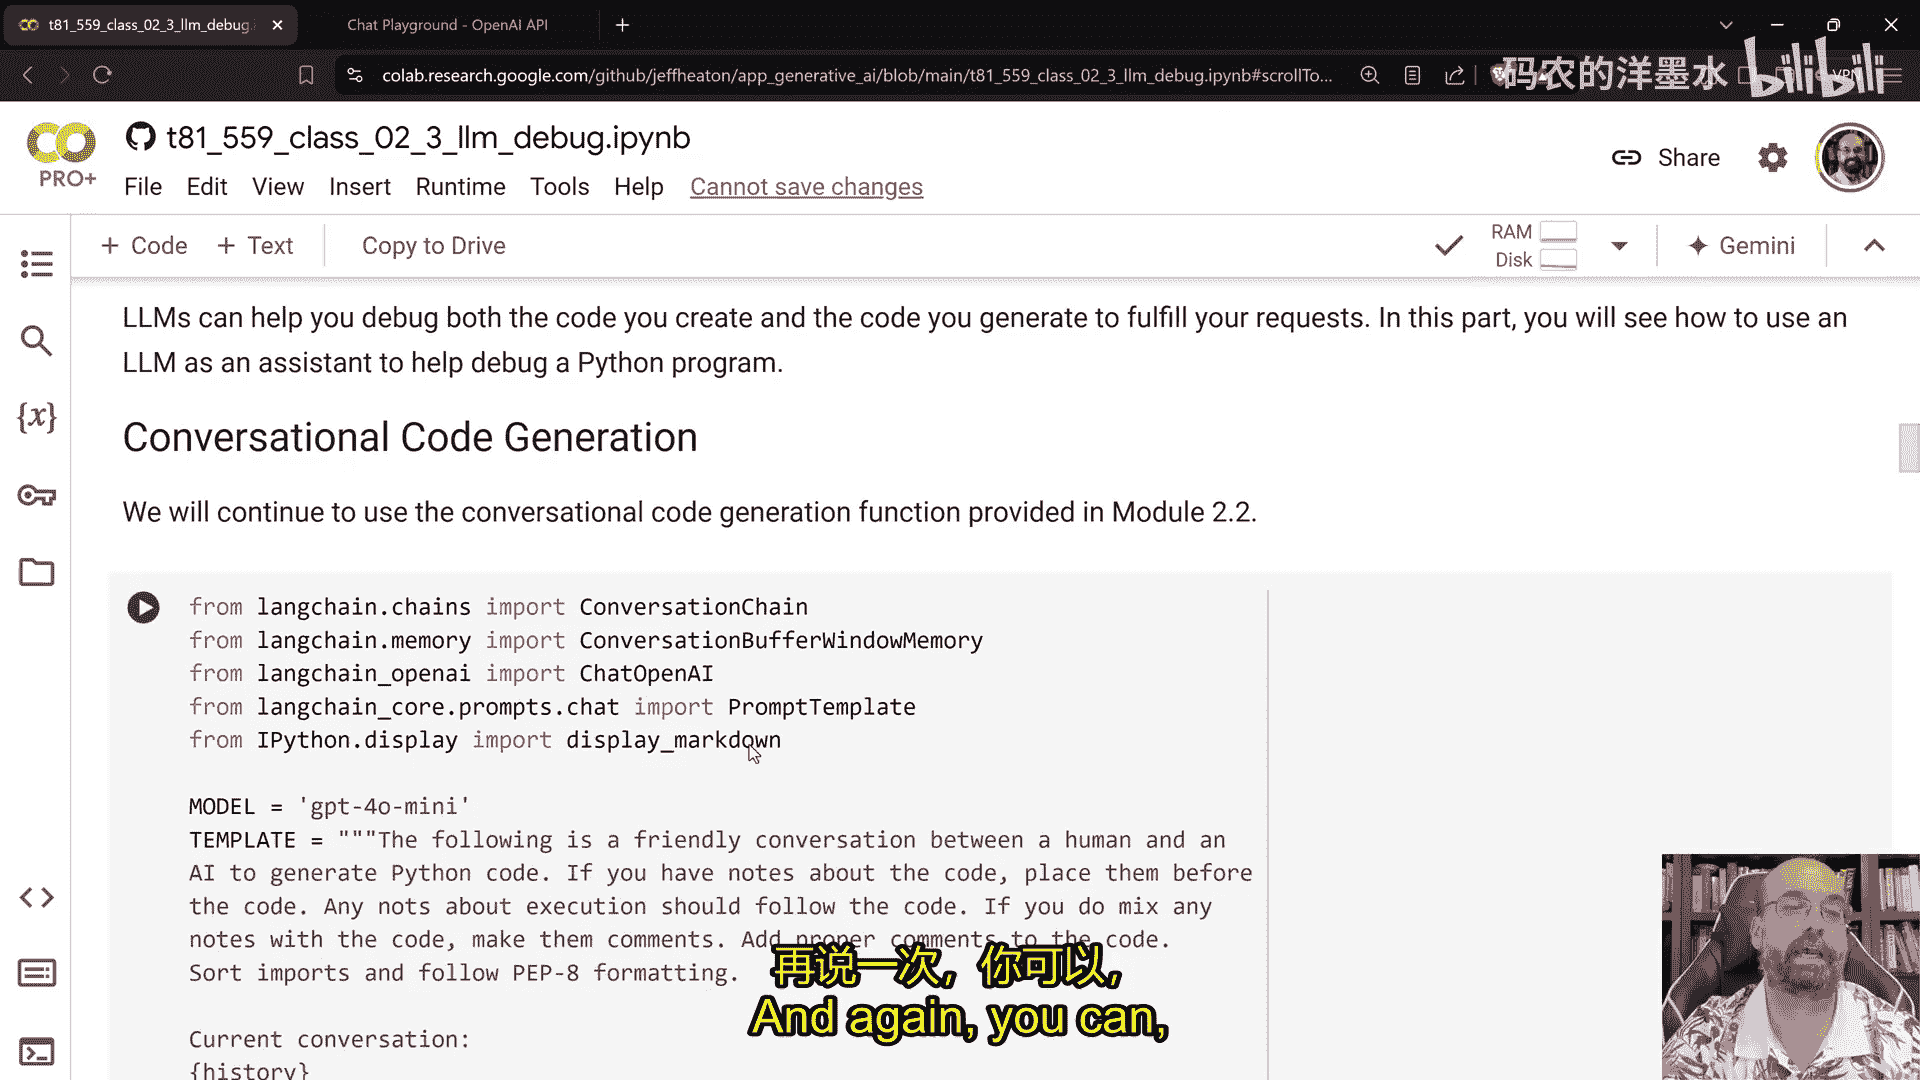 t81_559_class_02_3_llm_debug.
Chat Playground - OpenAI API
colab.research.google.com/github/jeffheaton/app_generative_ai/blob/main/t81_559_class_02_3_llm_debug.ipynb#scrollTo...
码农的洋墨水 bilibili
VPN
CO
PRO+
t81_559_class_02_3_llm_debug.ipynb
File Edit View Insert Runtime Tools Help Cannot save changes
Share
+ Code + Text Copy to Drive
RAM
Disk
Gemini
LLMs can help you debug both the code you create and the code you generate to fulfill your requests. In this part, you will see how to use an
LLM as an assistant to help debug a Python program.
Conversational Code Generation
We will continue to use the conversational code generation function provided in Module 2.2.
from langchain.chains import ConversationChain
from langchain.memory import ConversationBufferWindowMemory
from langchain_openai import ChatOpenAI
from langchain_core.prompts.chat import PromptTemplate
from IPython.display import display_markdown
MODEL = 'gpt-4o-mini'
TEMPLATE = """The following is a friendly conversation between a human and an
AI to generate Python code. If you have notes about the code, place them before
the code. Any nots about execution should follow the code. If you do mix any
notes with the code, make them comments. Add proper comments to the code.
Sort imports and follow PEP-8 formatting.
Current conversation:
{history}
再说一次，你可以，
And again, you can,
{x}